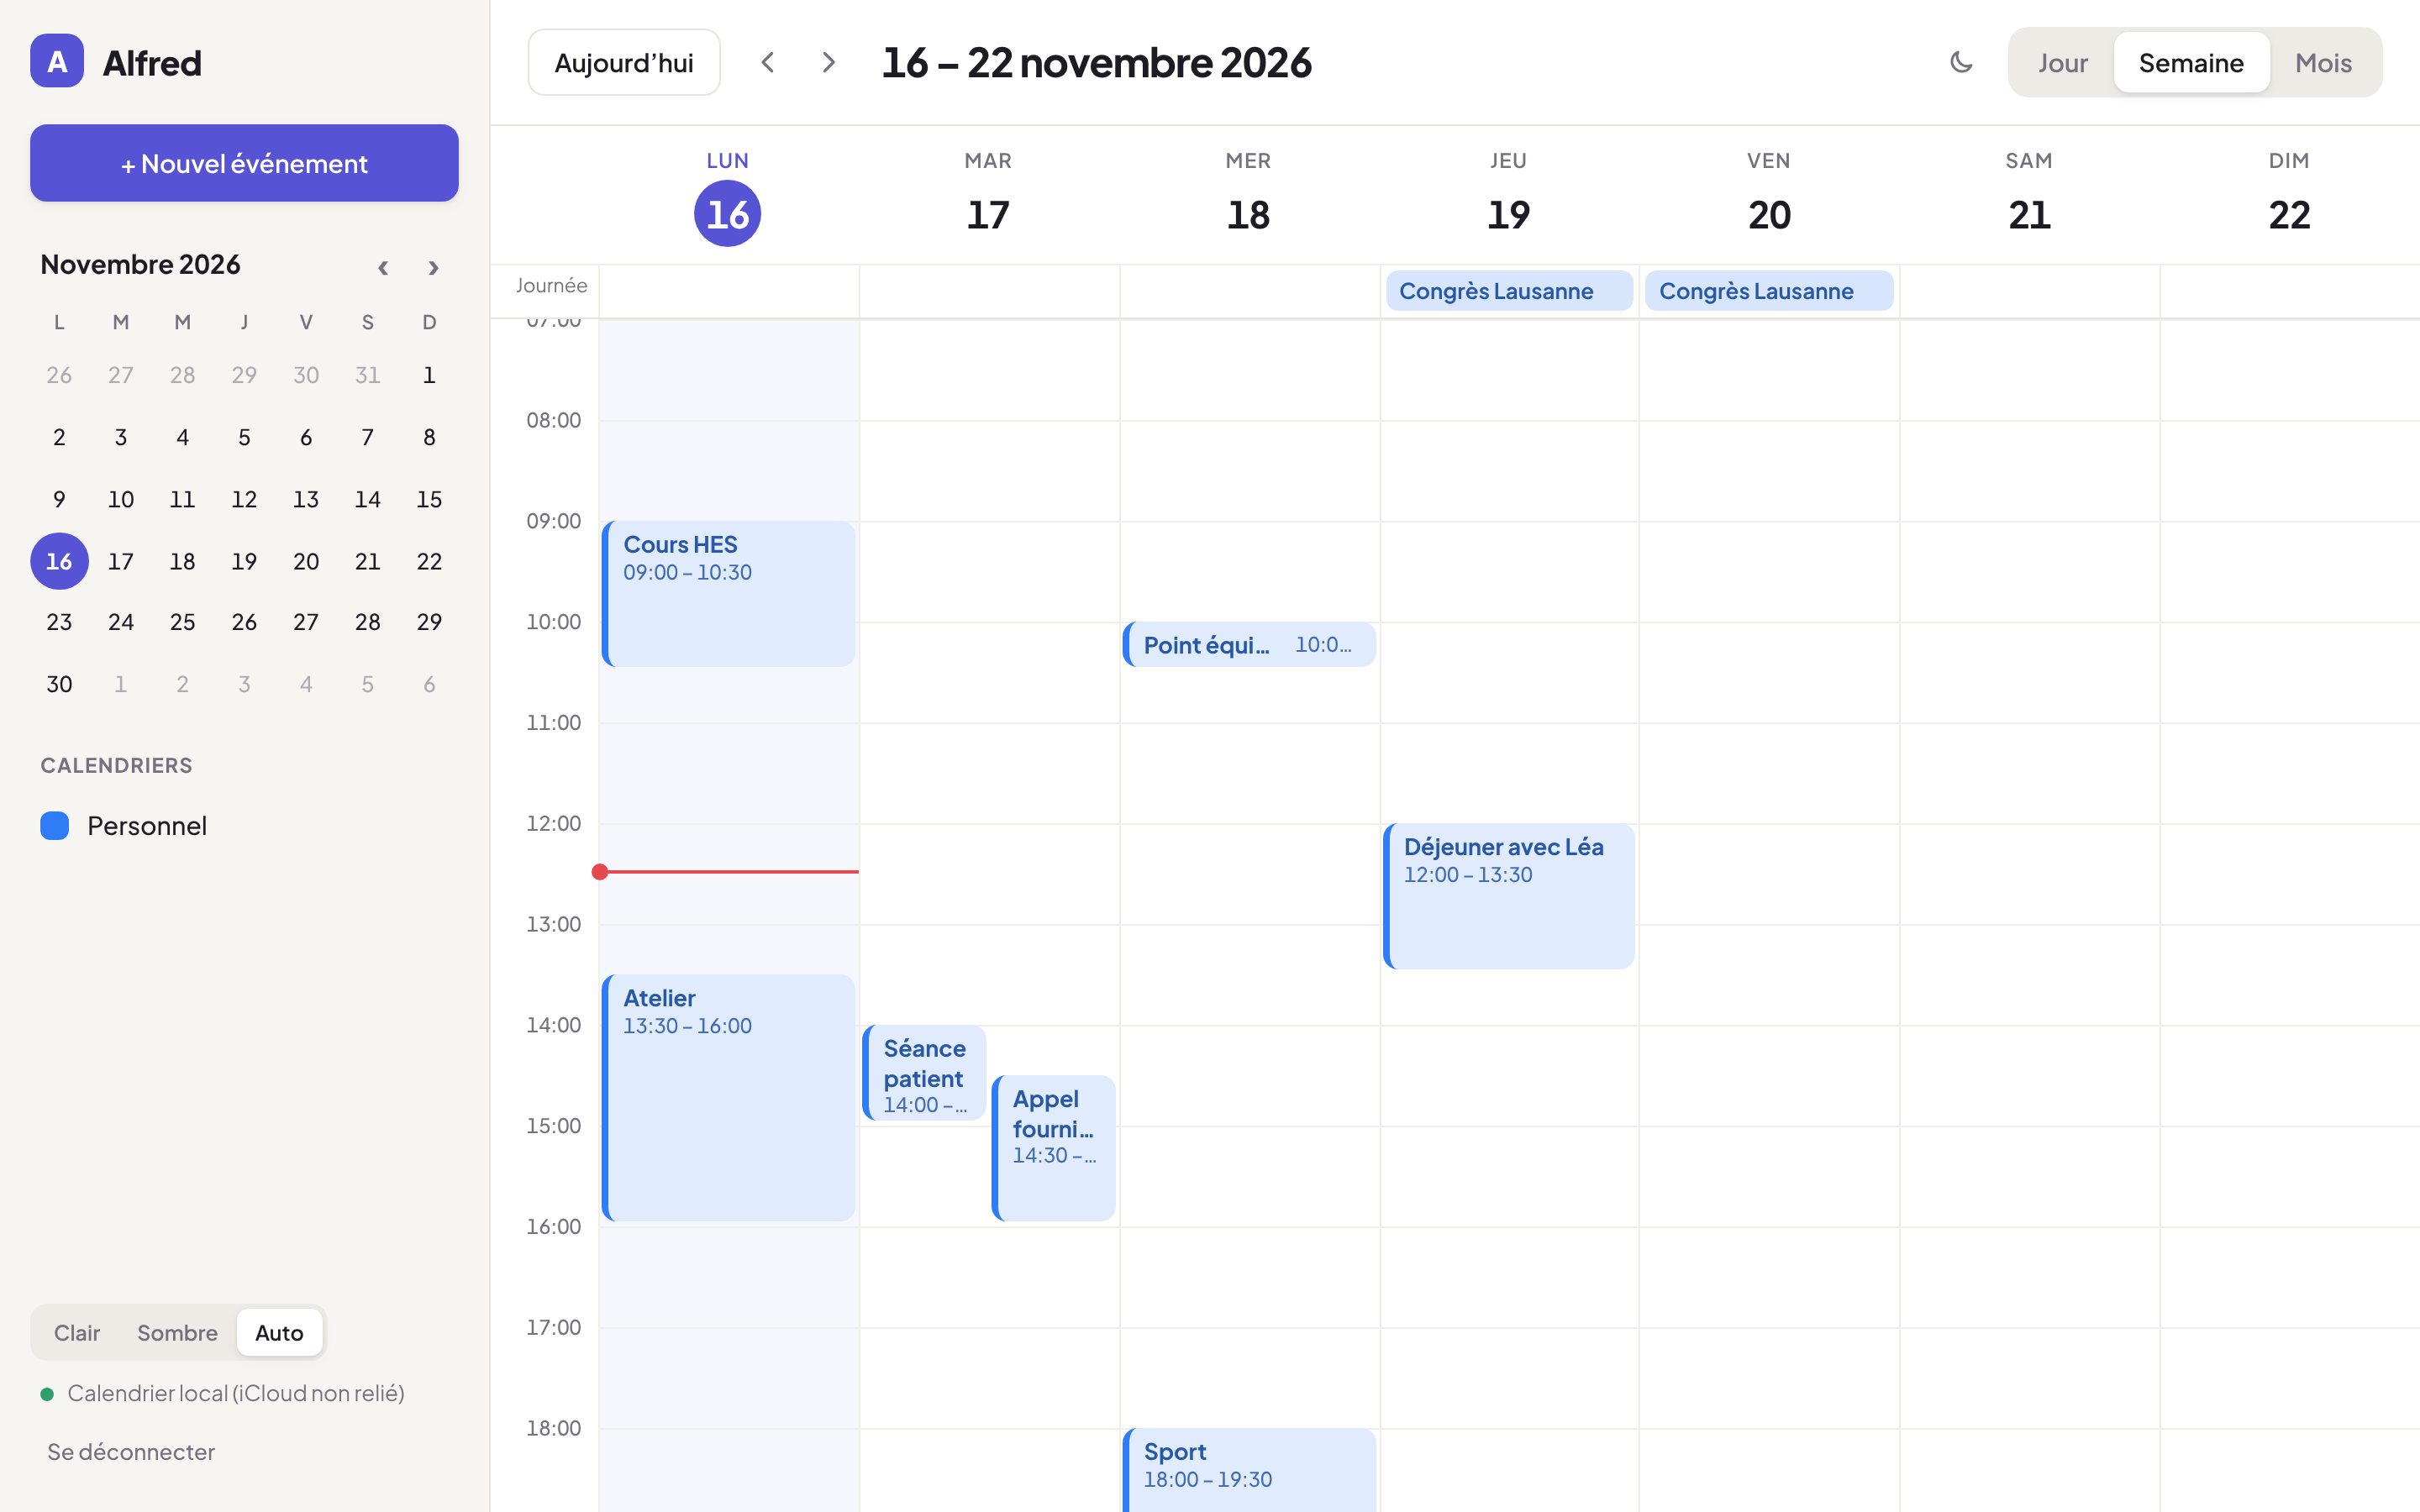 A Alfred
+ Nouvel événement
Novembre 2026 ‹ ›
L M M J V S D
26 27 28 29 30 31 1
2 3 4 5 6 7 8
9 10 11 12 13 14 15
16 17 18 19 20 21 22
23 24 25 26 27 28 29
30 1 2 3 4 5 6
CALENDRIERS
Personnel
Clair Sombre Auto
Calendrier local (iCloud non relié)
Se déconnecter
Aujourd’hui
16 – 22 novembre 2026
Jour Semaine Mois
LUN MAR MER JEU VEN SAM DIM
16 17 18 19 20 21 22
Journée
Congrès Lausanne
Congrès Lausanne
07:00
08:00
09:00
10:00
11:00
12:00
13:00
14:00
15:00
16:00
17:00
18:00
Cours HES
09:00 – 10:30
Atelier
13:30 – 16:00
Séance
patient
14:00 –…
Appel
fourni…
14:30 –…
Point équi… 10:0…
Sport
18:00 – 19:30
Déjeuner avec Léa
12:00 – 13:30